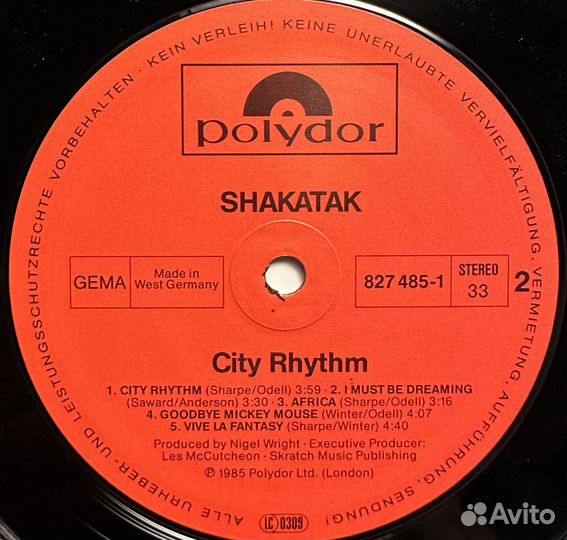 ALLE URHEBER- UND LEISTUNGSSCHUTZRECHTE VORBEHALTEN · KEIN VERLEIH! KEINE UNERLAUBTE VERVIELFÄLTIGUNG, VERMIETUNG, AUFFÜHRUNG, SENDUNG!
polydor
SHAKATAK
GEMA
Made in
West Germany
827 485-1
STEREO
33
2
City Rhythm
1. CITY RHYTHM (Sharpe/Odell) 3:59 · 2. I MUST BE DREAMING
(Saward/Anderson) 3:30 · 3. AFRICA (Sharpe/Odell) 3:16
4. GOODBYE MICKEY MOUSE (Winter/Odell) 4:07
5. VIVE LA FANTASY (Sharpe/Winter) 4:40
Produced by Nigel Wright · Executive Producer:
Les McCutcheon · Skratch Music Publishing
℗ 1985 Polydor Ltd. (London)
LC 0309
Avito